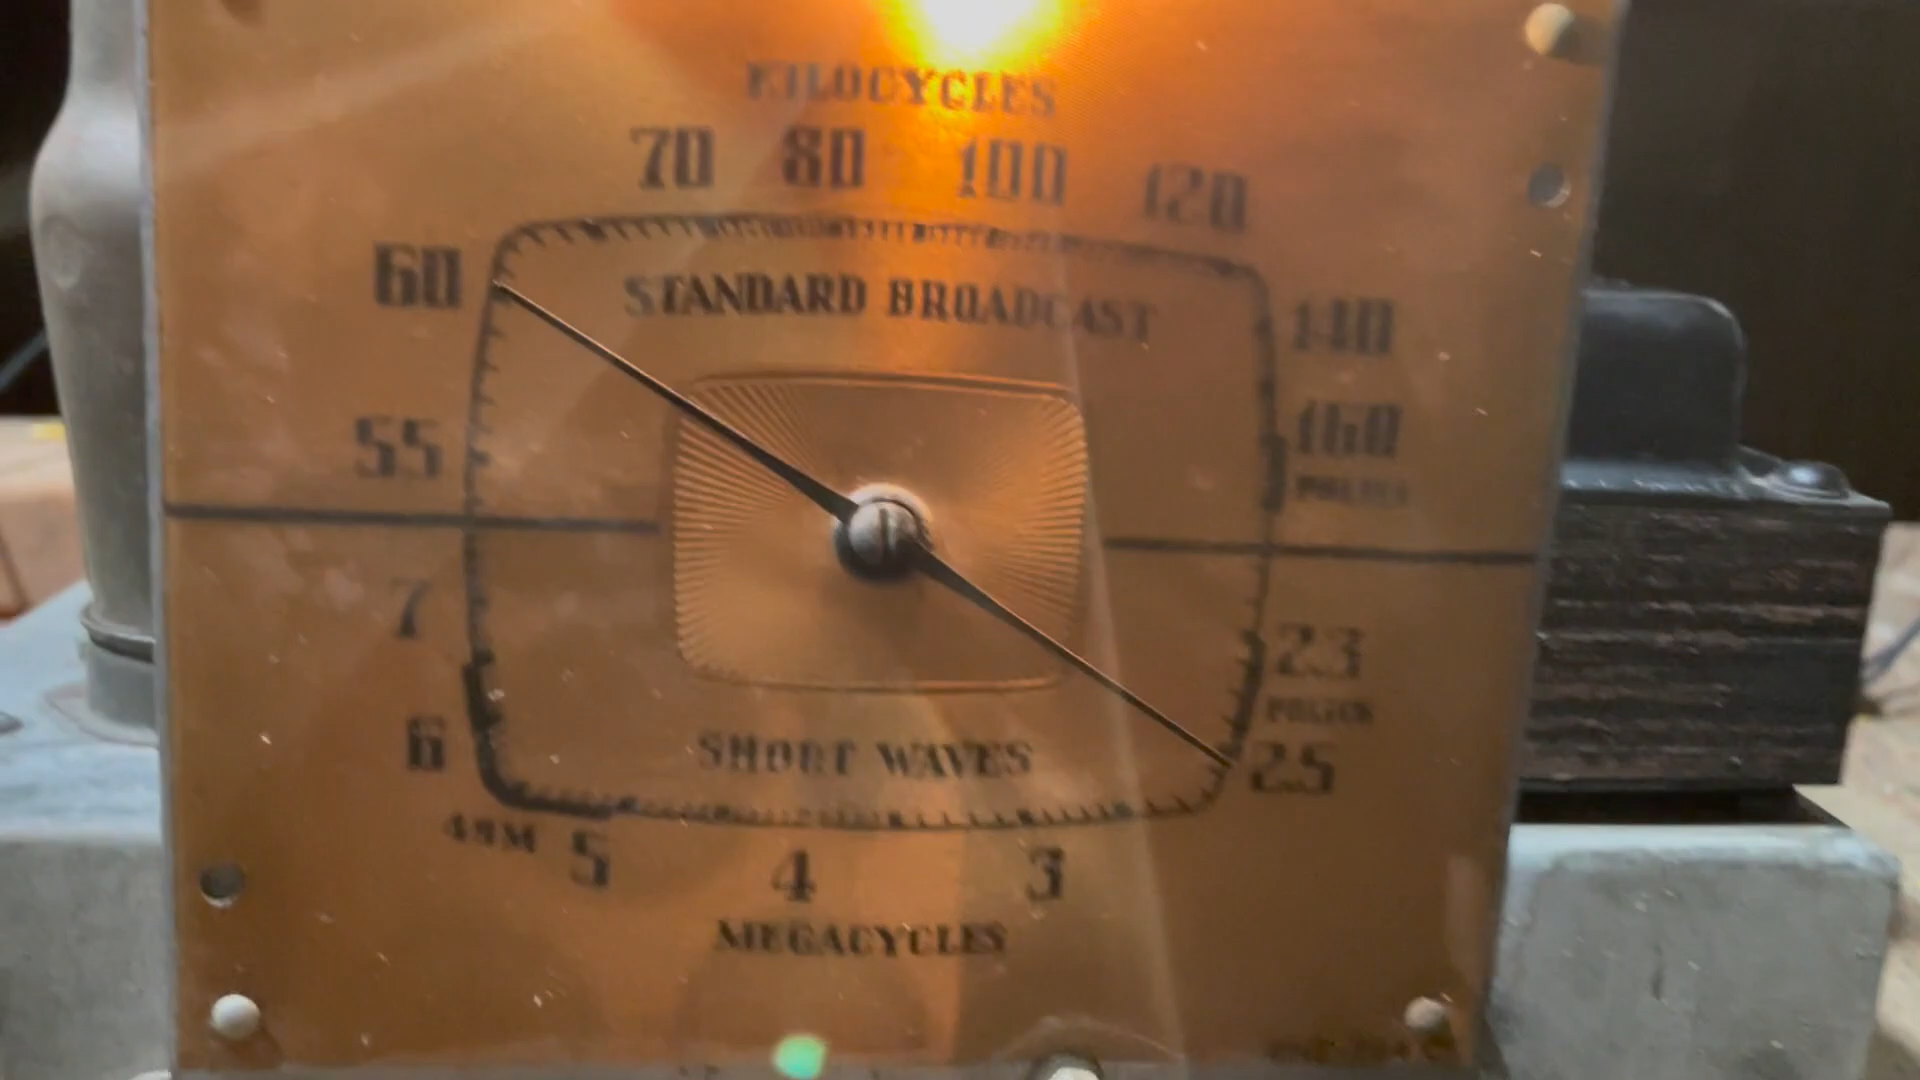 KILOCYCLES
70 80 100 120
60 140
STANDARD BROADCAST
55 160
POLICE
7 23
POLICE
6 SHORT WAVES 25
49M 5 4 3
MEGACYCLES